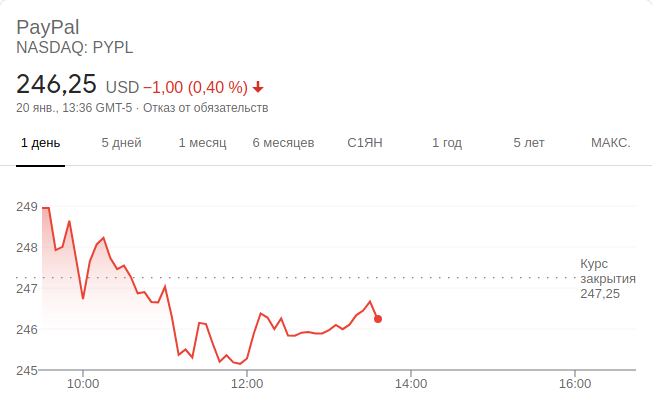 PayPal
NASDAQ: PYPL
246,25 USD −1,00 (0,40 %)
20 янв., 13:36 GMT-5 · Отказ от обязательств
1 день 5 дней 1 месяц 6 месяцев С1ЯН 1 год 5 лет МАКС.
249
248
Курс
закрытия
247,25
247
246
245
10:00 12:00 14:00 16:00